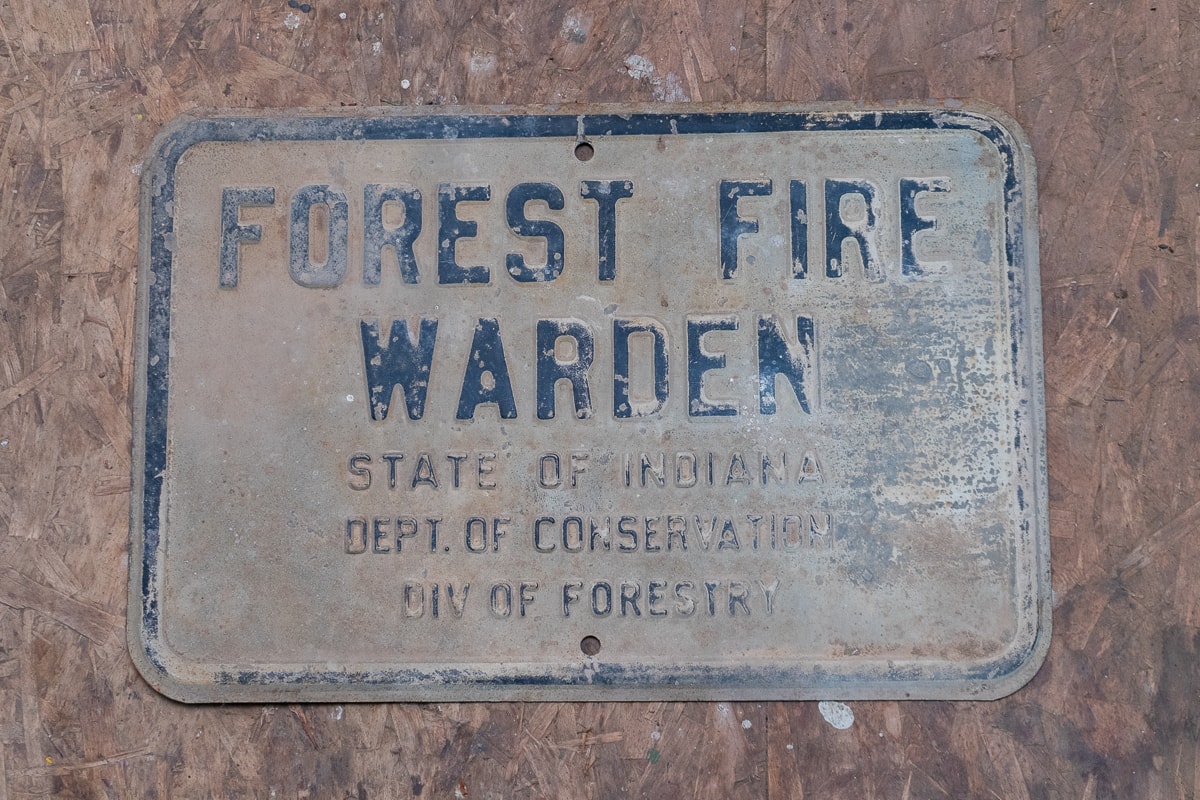 FOREST FIRE
WARDEN
STATE OF INDIANA
DEPT. OF CONSERVATION
DIV OF FORESTRY